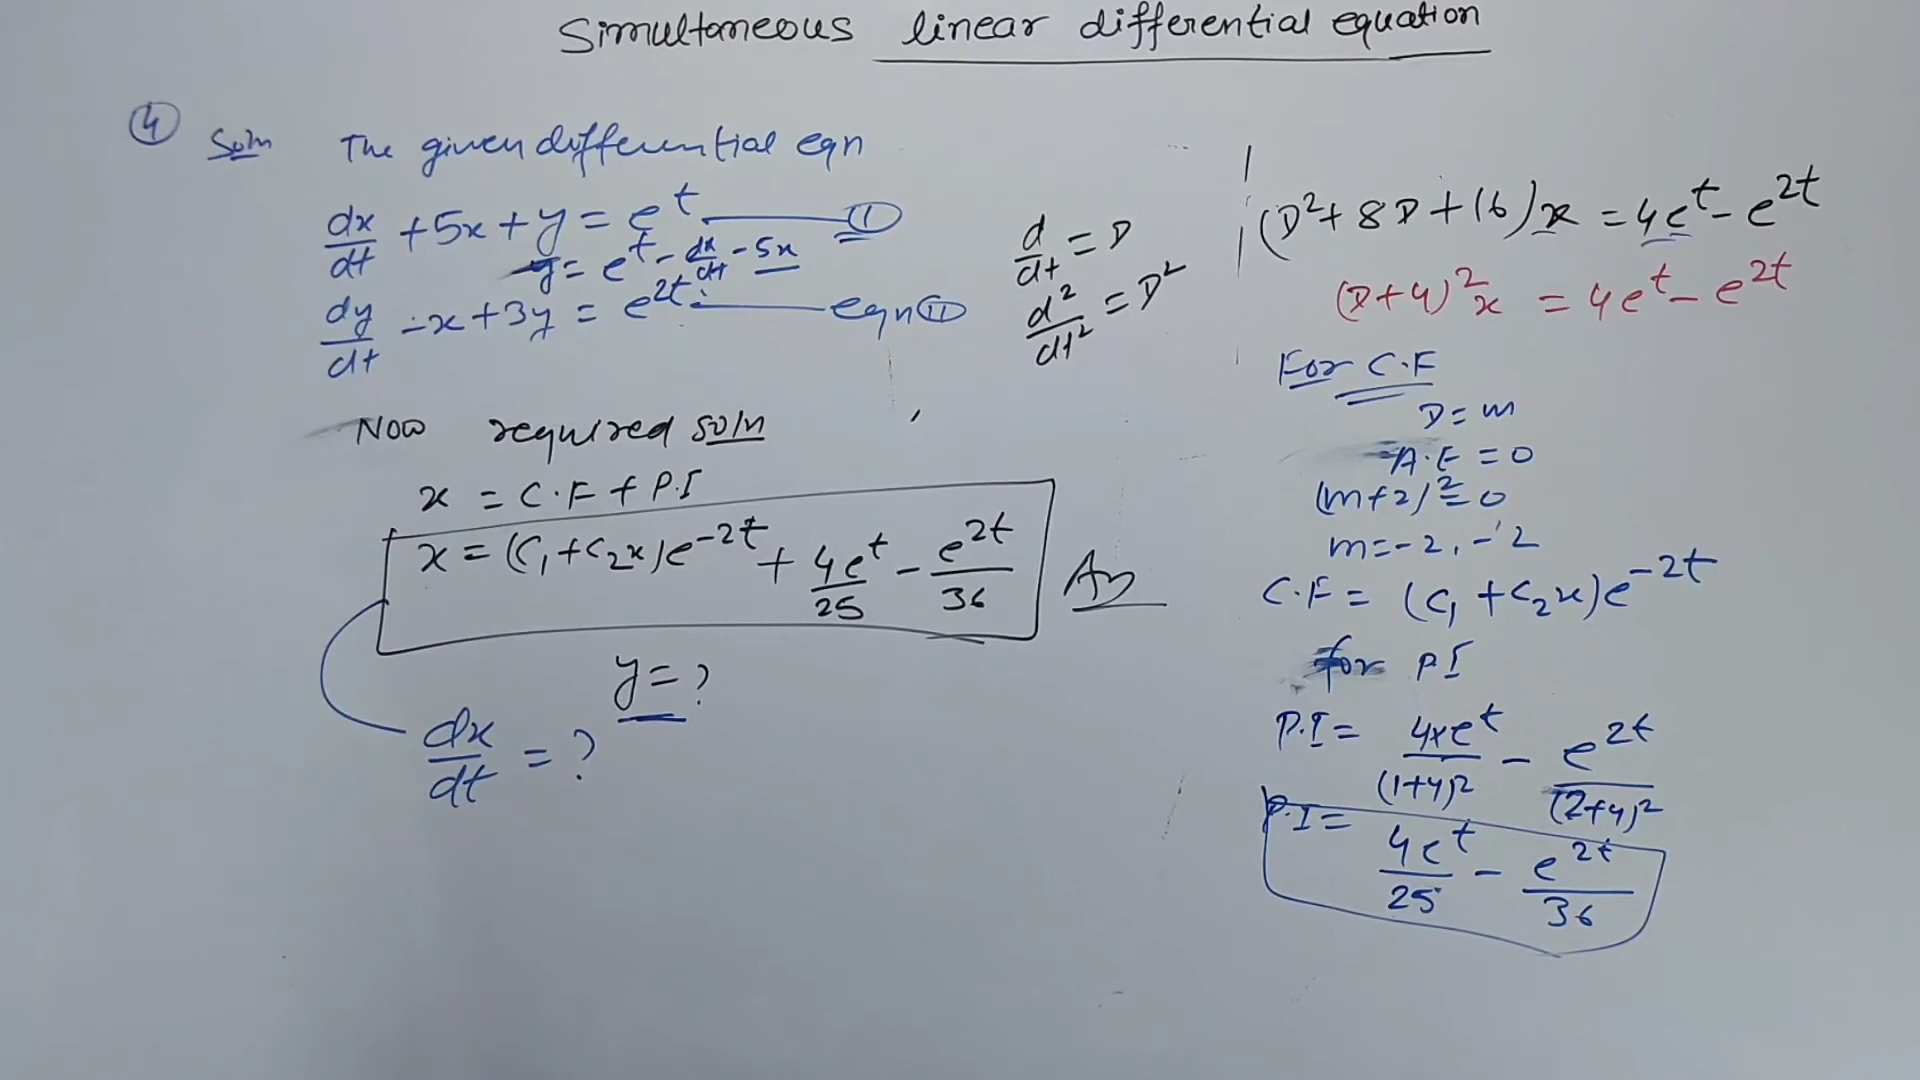 Simultaneous linear differential equation
④ Soln The given differential eqn
dx/dt + 5x + y = e^t ——— ①
y = e^t - dx/dt - 5x
dy/dt - x + 3y = e^2t ——— eqn ②
Now required soln
x = C.F + P.I
x = (C₁ + C₂x)e^-2t + 4e^t/25 - e^2t/36 Ans
y = ?
dx/dt = ?
d/dt = D
d²/dt² = D²
(D² + 8D + 16)x = 4e^t - e^2t
(D+4)²x = 4e^t - e^2t
For C.F
D = m
A.E = 0
(m+2)² = 0
m = -2, -2
C.F = (C₁ + C₂x)e^-2t
for P.I
P.I = 4xe^t/(1+4)² - e^2t/(2+4)²
P.I = 4e^t/25 - e^2t/36